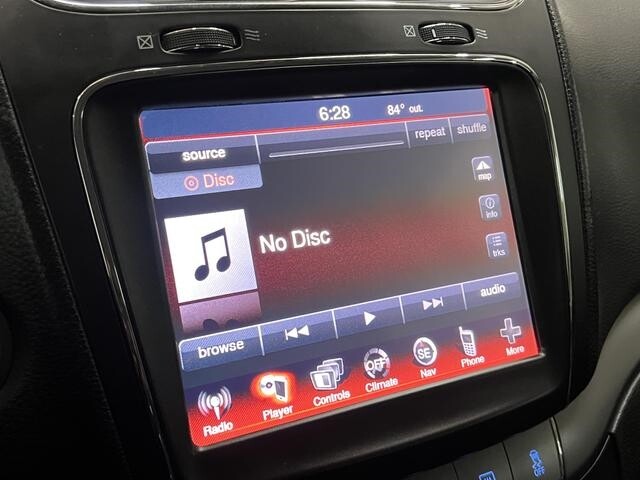 6:28 84° out.
source repeat shuffle
Disc
map
No Disc
info
trks
browse audio
OFF SE
Radio Player Controls Climate Nav Phone More
OFF